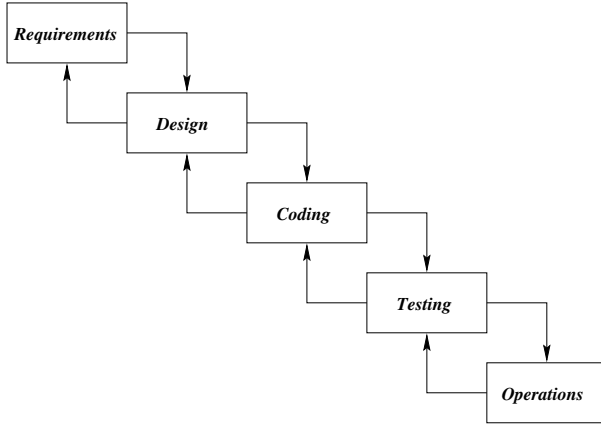 Requirements
Design
Coding
Testing
Operations